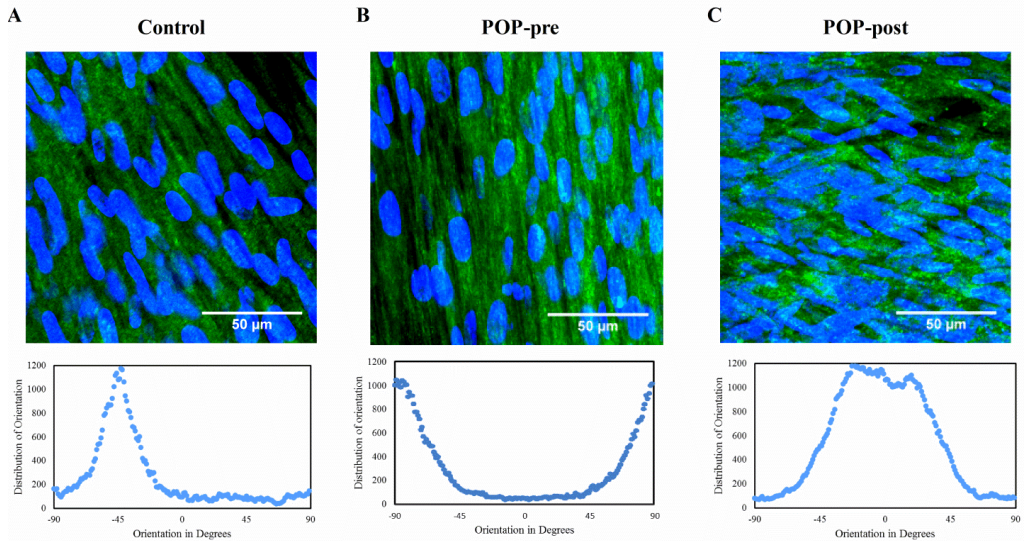 A
Control
50 µm
Distribution of Orientation
1200
1000
800
600
400
200
0
-90
-45
0
45
90
Orientation in Degrees
B
POP-pre
50 µm
Distribution of orientation
1200
1000
800
600
400
200
0
-90
-45
0
45
90
Orientation in Degrees
C
POP-post
50 µm
Distribution of Orientation
1200
1000
800
600
400
200
0
-90
-45
0
45
90
Orientation in Degrees